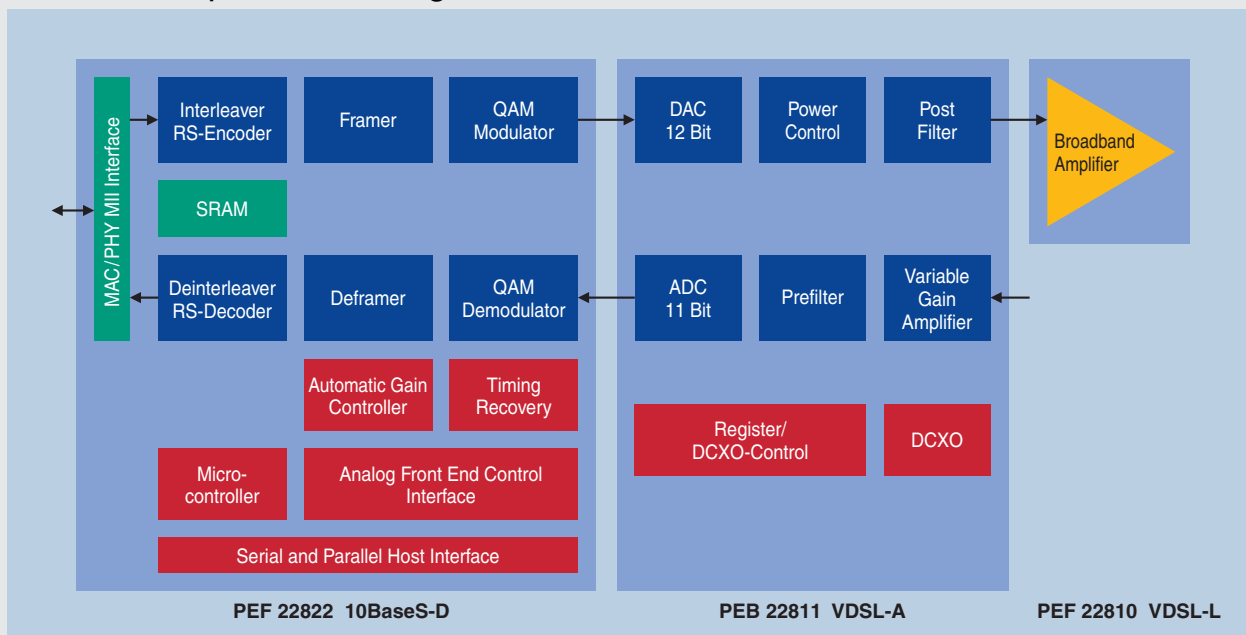 MAC/PHY MII Interface
Interleaver
RS-Encoder
Framer
QAM
Modulator
DAC
12 Bit
Power
Control
Post
Filter
Broadband
Amplifier
SRAM
Deinterleaver
RS-Decoder
Deframer
QAM
Demodulator
ADC
11 Bit
Prefilter
Variable
Gain
Amplifier
Automatic Gain
Controller
Timing
Recovery
Register/
DCXO-Control
DCXO
Micro-
controller
Analog Front End Control
Interface
Serial and Parallel Host Interface
PEF 22822 10BaseS-D
PEB 22811 VDSL-A
PEF 22810 VDSL-L